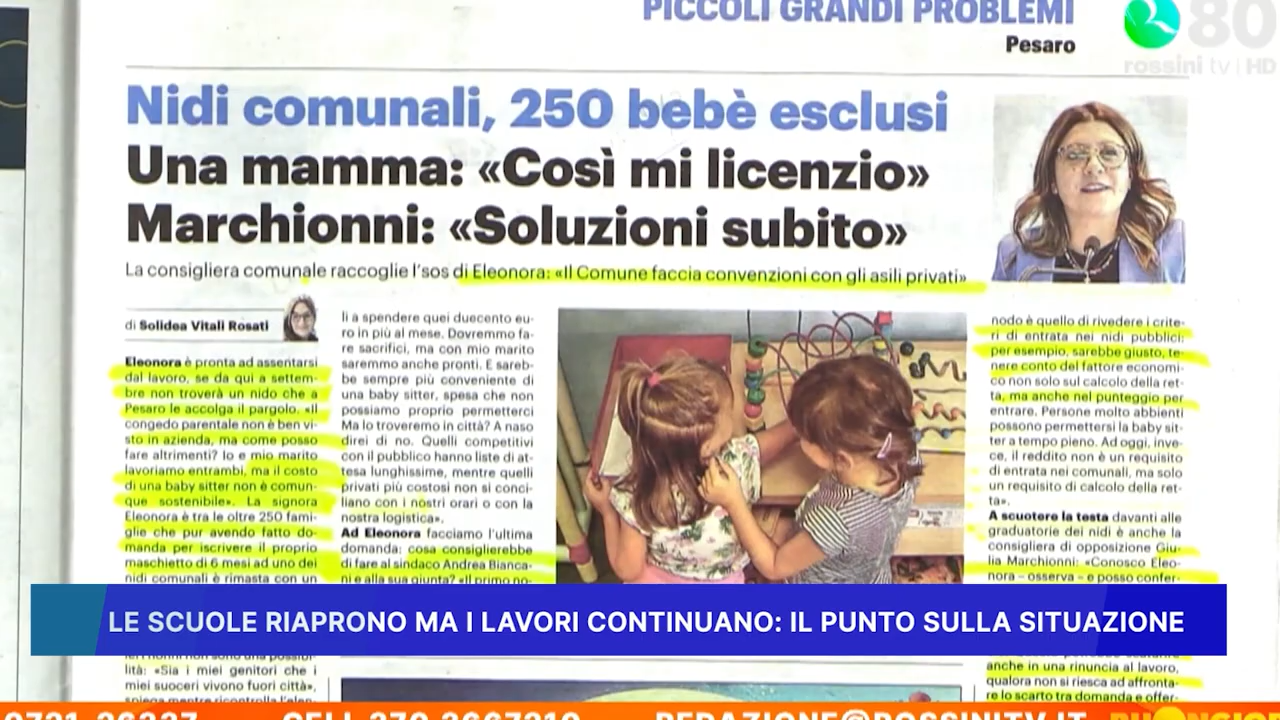 PICCOLI GRANDI PROBLEMI
Pesaro
80
rossini tv | HD
Nidi comunali, 250 bebè esclusi
Una mamma: «Così mi licenzio»
Marchionni: «Soluzioni subito»
La consigliera comunale raccoglie l'sos di Eleonora: «Il Comune faccia convenzioni con gli asili privati»
di Solidea Vitali Rosati
Eleonora è pronta ad assentarsi
dal lavoro, se da qui a settem-
bre non troverà un nido che a
Pesaro le accolga il pargolo. «Il
congedo parentale non è ben vi-
sto in azienda, ma come posso
fare altrimenti? Io e mio marito
lavoriamo entrambi, ma il costo
di una baby sitter non è comun-
que sostenibile». La signora
Eleonora è tra le oltre 250 fami-
glie che pur avendo fatto do-
manda per iscrivere il proprio
maschietto di 6 mesi ad uno dei
nidi comunali è rimasta con un
lità: «Sia i miei genitori che i
miei suoceri vivono fuori città»,
li a spendere quei duecento eu-
ro in più al mese. Dovremmo fa-
re sacrifici, ma con mio marito
saremmo anche pronti. E sareb-
be sempre più conveniente di
una baby sitter, spesa che non
possiamo proprio permetterci
Ma lo troveremo in città? A naso
direi di no. Quelli competitivi
con il pubblico hanno liste di at-
tesa lunghissime, mentre quelli
privati più costosi non si conci-
liano con i nostri orari o con la
nostra logistica».
Ad Eleonora facciamo l'ultima
domanda: cosa consiglierebbe
di fare al sindaco Andrea Bianca-
ni e alla sua giunta? «Il primo no-
nodo è quello di rivedere i crite-
ri di entrata nei nidi pubblici:
per esempio, sarebbe giusto, te-
nere conto del fattore economi-
co non solo sul calcolo della ret-
ta, ma anche nel punteggio per
entrare. Persone molto abbienti
possono permettersi la baby sit-
ter a tempo pieno. Ad oggi, inve-
ce, il reddito non è un requisito
di entrata nei comunali, ma solo
un requisito di calcolo della ret-
ta».
A scuotere la testa davanti alle
graduatorie dei nidi è anche la
consigliera di opposizione Giu-
lia Marchionni: «Conosco Eleo-
nora – osserva – e posso confer-
anche in una rinuncia al lavoro,
qualora non si riesca ad affronta-
re lo scarto tra domanda e offer-
LE SCUOLE RIAPRONO MA I LAVORI CONTINUANO: IL PUNTO SULLA SITUAZIONE
REDAZIONE@ROSSINITV.IT